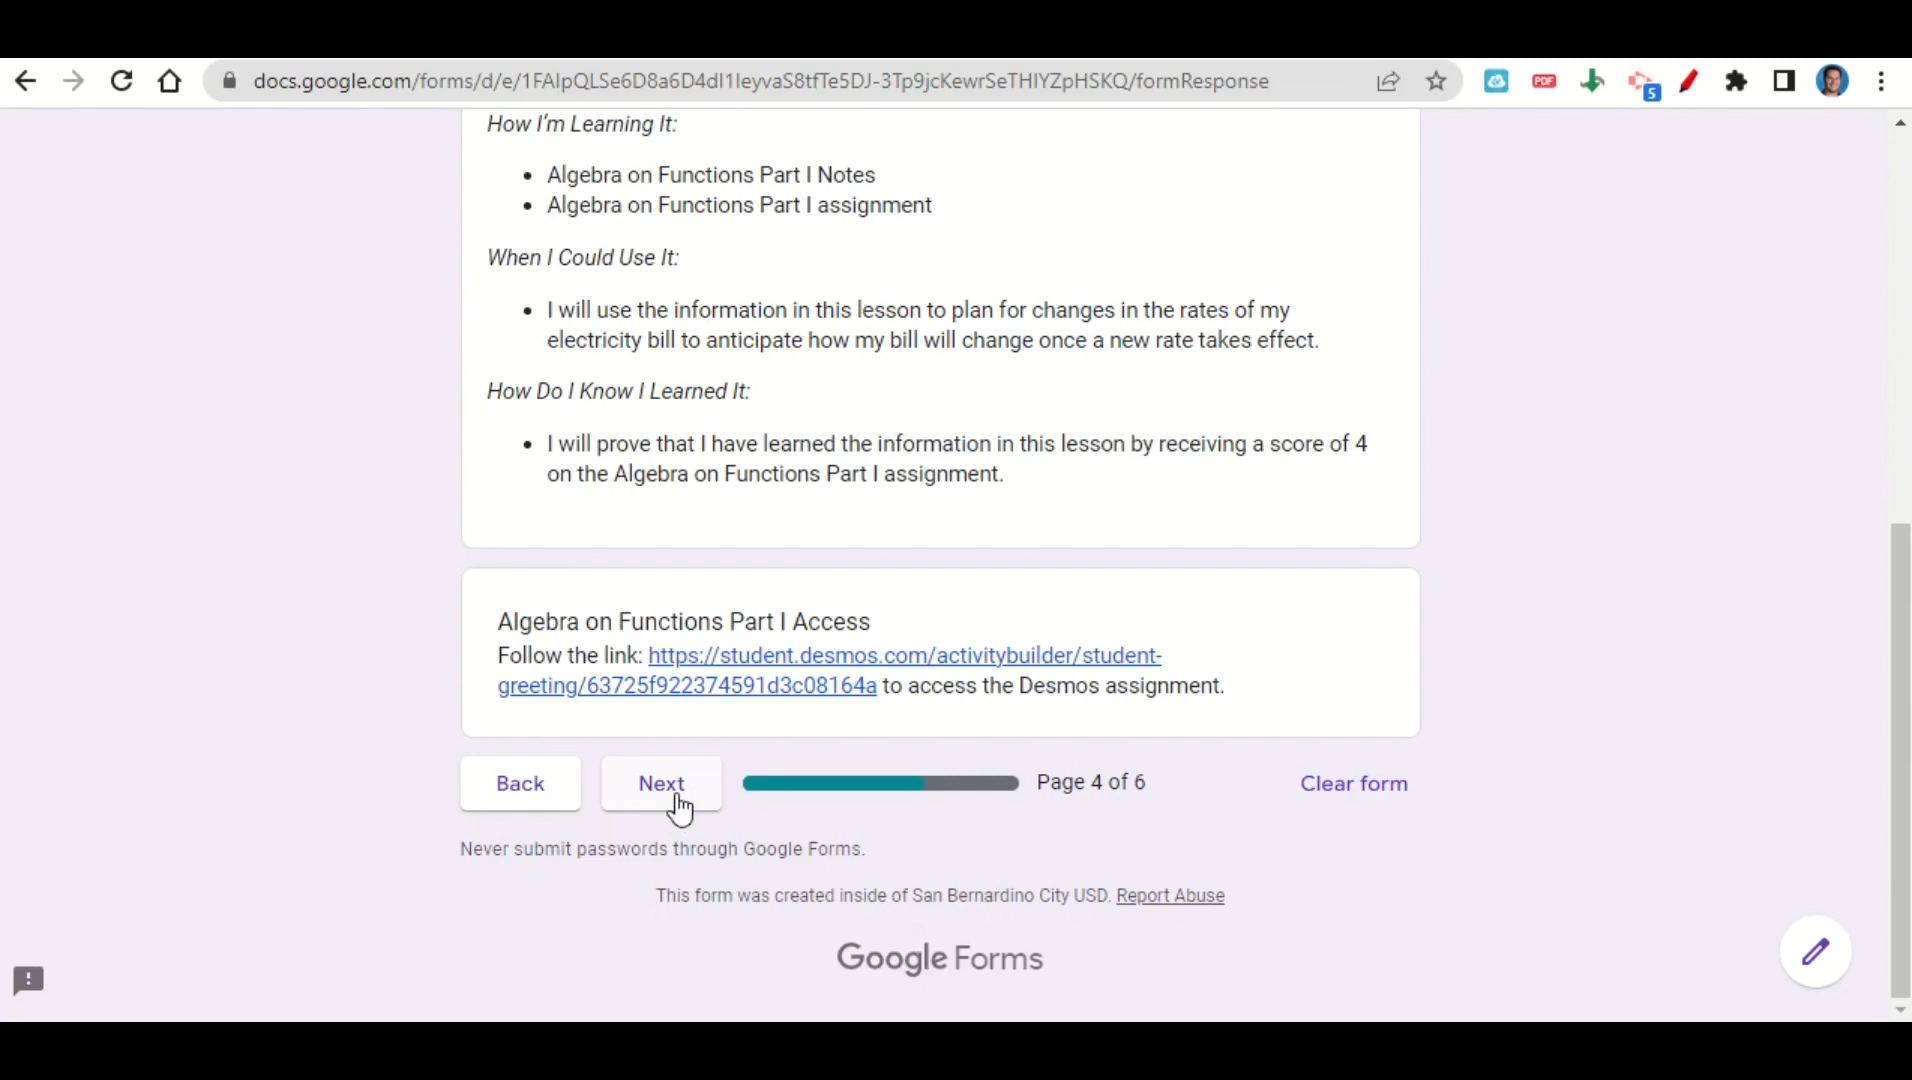 docs.google.com/forms/d/e/1FAIpQLSe6D8a6D4dl1IeyvaS8tfTe5DJ-3Tp9jcKewrSeTHIYZpHSKQ/formResponse
PDF
5
How I'm Learning It:
• Algebra on Functions Part I Notes
• Algebra on Functions Part I assignment
When I Could Use It:
• I will use the information in this lesson to plan for changes in the rates of my
electricity bill to anticipate how my bill will change once a new rate takes effect.
How Do I Know I Learned It:
• I will prove that I have learned the information in this lesson by receiving a score of 4
on the Algebra on Functions Part I assignment.
Algebra on Functions Part I Access
Follow the link: https://student.desmos.com/activitybuilder/student-
greeting/63725f922374591d3c08164a to access the Desmos assignment.
Back Next Page 4 of 6 Clear form
Never submit passwords through Google Forms.
This form was created inside of San Bernardino City USD. Report Abuse
Google Forms